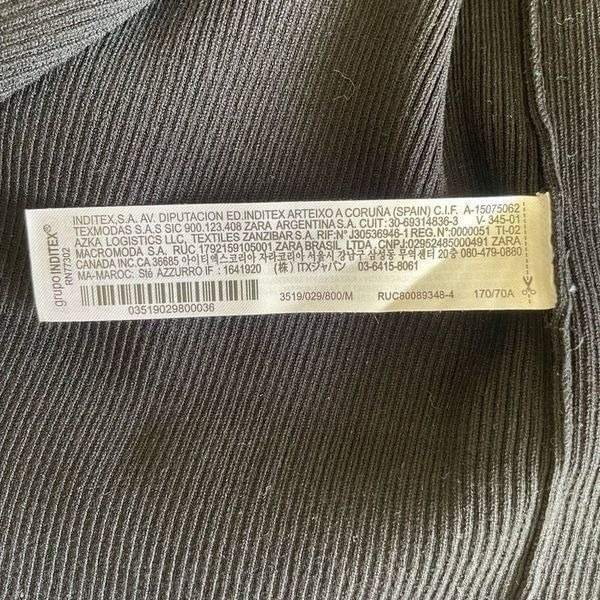 grupoINDITEX®
RN77302
INDITEX,S.A. AV. DIPUTACION ED.INDITEX ARTEIXO A CORUÑA (SPAIN) C.I.F. A-15075062
TEXMODAS S.A.S SIC 900.123.408 ZARA ARGENTINA S.A. CUIT: 30-69314836-3 V- 345-01
AZKA LOGISTICS LLC, TEXTILES ZANZIBAR S.A. RIF:N° J30536946-1 REG.N°:0000051 TI-02
MACROMODA S.A. RUC 1792159105001 ZARA BRASIL LTDA. CNPJ:02952485000491 ZARA
CANADA INC.CA 36685 아이티엑스코리아 자라코리아 서울시 강남구 삼성동 무역센터 20층 080-479-0880
MA-MAROC: Sté AZZURRO IF : 1641920 (株) ITXジャパン 03-6415-8061
03519029800036
3519/029/800/M
RUC80089348-4
170/70A